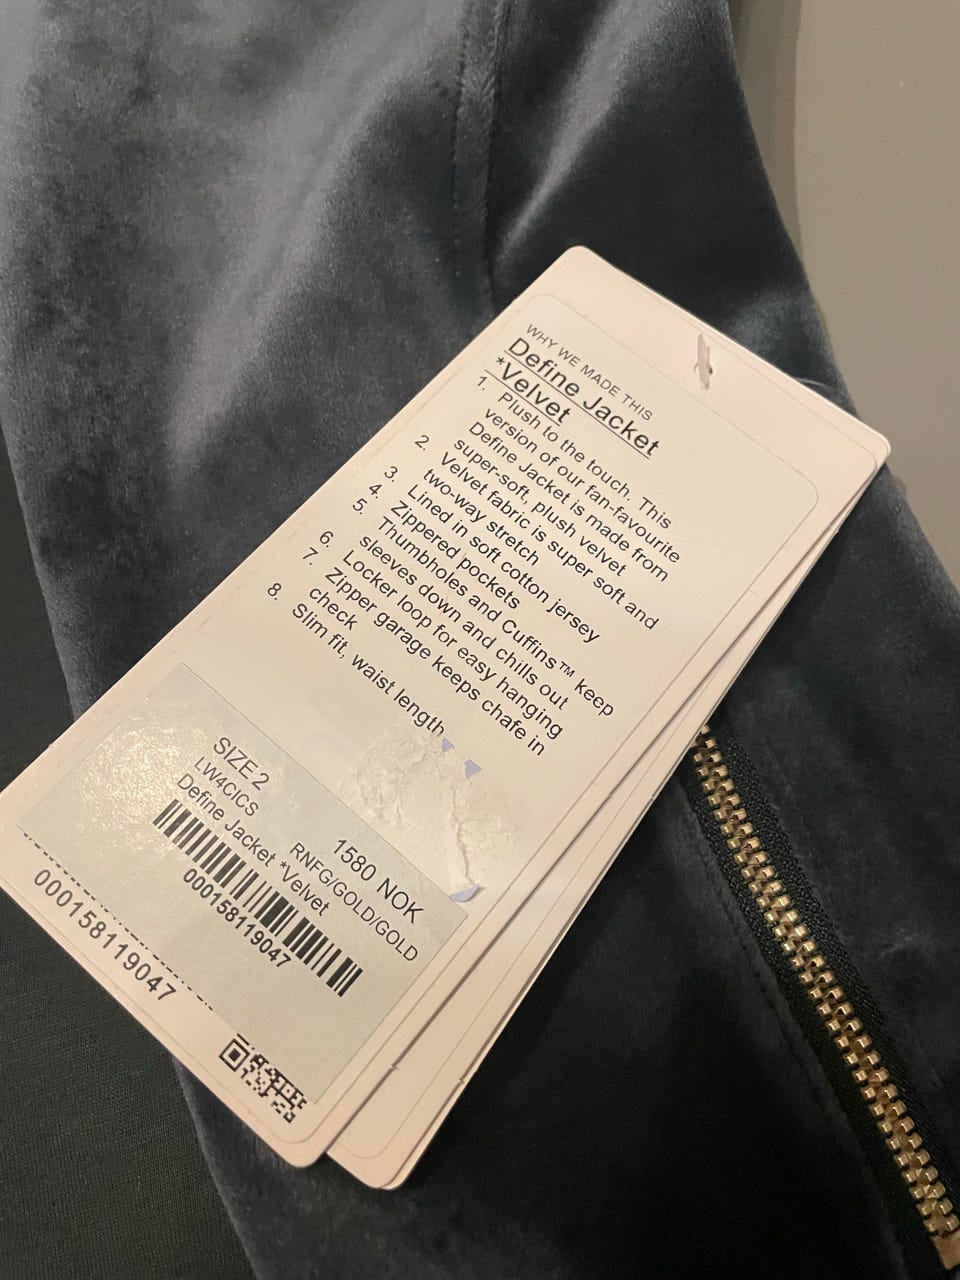 WHY WE MADE THIS
Define Jacket
*Velvet
1. Plush to the touch. This
version of our fan-favourite
Define Jacket is made from
super-soft, plush velvet
2. Velvet fabric is super soft and
two-way stretch
3. Lined in soft cotton jersey
4. Zippered pockets
5. Thumbholes and Cuffins™ keep
sleeves down and chills out
6. Locker loop for easy hanging
7. Zipper garage keeps chafe in
check
8. Slim fit, waist length
SIZE 2
1580 NOK
LW4CICS
RNFG/GOLD/GOLD
Define Jacket *Velvet
000158119047
000158119047